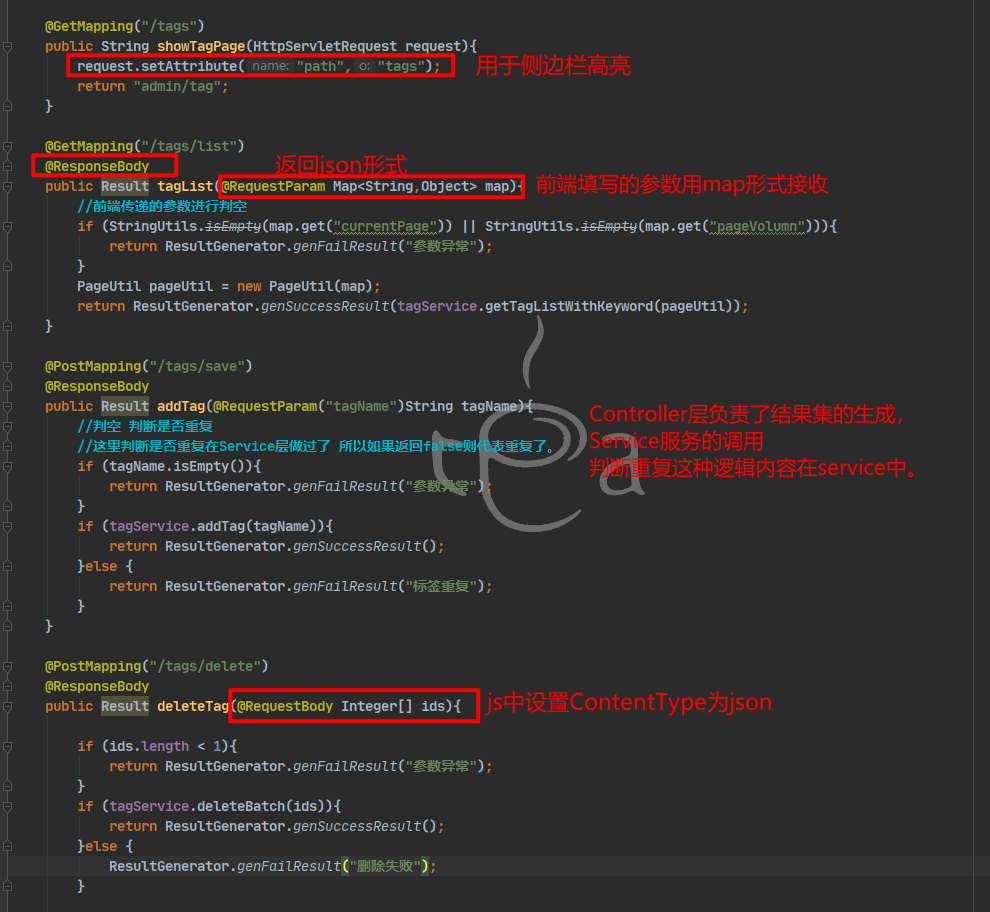 @GetMapping("/tags")
public String showTagPage(HttpServletRequest request){
request.setAttribute( name: "path", o: "tags"); 用于侧边栏高亮
return "admin/tag";
}
@GetMapping("/tags/list")
@ResponseBody 返回json形式
public Result tagList(@RequestParam Map<String,Object> map){ 前端填写的参数用map形式接收
//前端传递的参数进行判空
if (StringUtils.isEmpty(map.get("currentPage")) || StringUtils.isEmpty(map.get("pageVolumn"))){
return ResultGenerator.genFailResult("参数异常");
}
PageUtil pageUtil = new PageUtil(map);
return ResultGenerator.genSuccessResult(tagService.getTagListWithKeyword(pageUtil));
}
@PostMapping("/tags/save")
@ResponseBody
public Result addTag(@RequestParam("tagName")String tagName){
//判空 判断是否重复
Controller层负责了结果集的生成，
Service服务的调用
判断重复这种逻辑内容在service中。
//这里判断是否重复在Service层做过了 所以如果返回false则代表重复了。
if (tagName.isEmpty()){
return ResultGenerator.genFailResult("参数异常");
}
if (tagService.addTag(tagName)){
return ResultGenerator.genSuccessResult();
}else {
return ResultGenerator.genFailResult("标签重复");
}
}
@PostMapping("/tags/delete")
@ResponseBody
public Result deleteTag(@RequestBody Integer[] ids){ js中设置ContentType为json
if (ids.length < 1){
return ResultGenerator.genFailResult("参数异常");
}
if (tagService.deleteBatch(ids)){
return ResultGenerator.genSuccessResult();
}else {
ResultGenerator.genFailResult("删除失败");
}